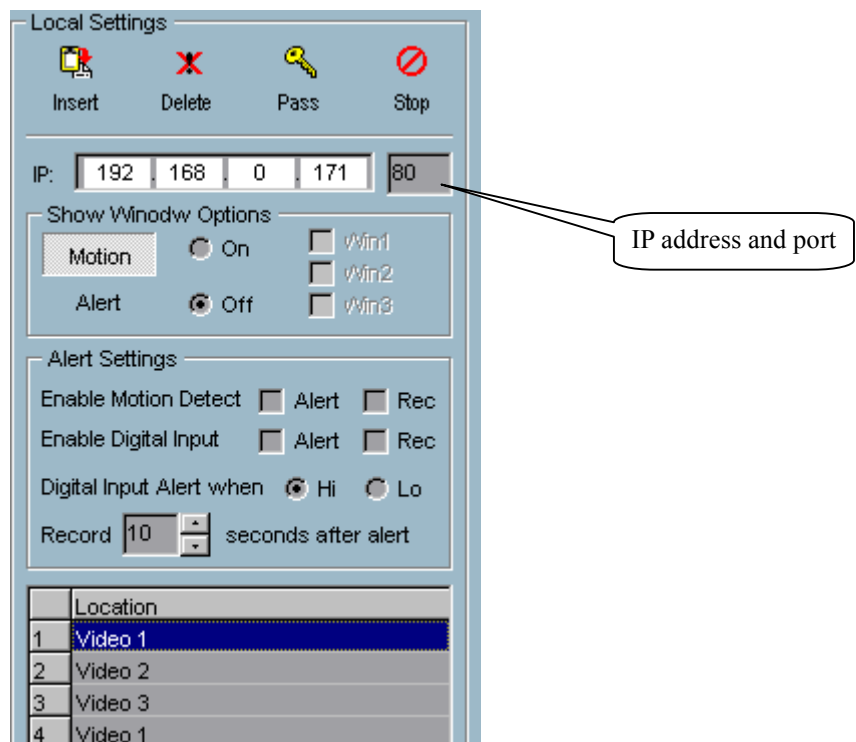 Local Settings
Insert Delete Pass Stop
IP: 192 . 168 . 0 . 171 80
IP address and port
Show Winodw Options
Motion On Win1
Win2
Alert Off Win3
Alert Settings
Enable Motion Detect Alert Rec
Enable Digital Input Alert Rec
Digital Input Alert when Hi Lo
Record 10 seconds after alert
Location
1 Video 1
2 Video 2
3 Video 3
4 Video 1